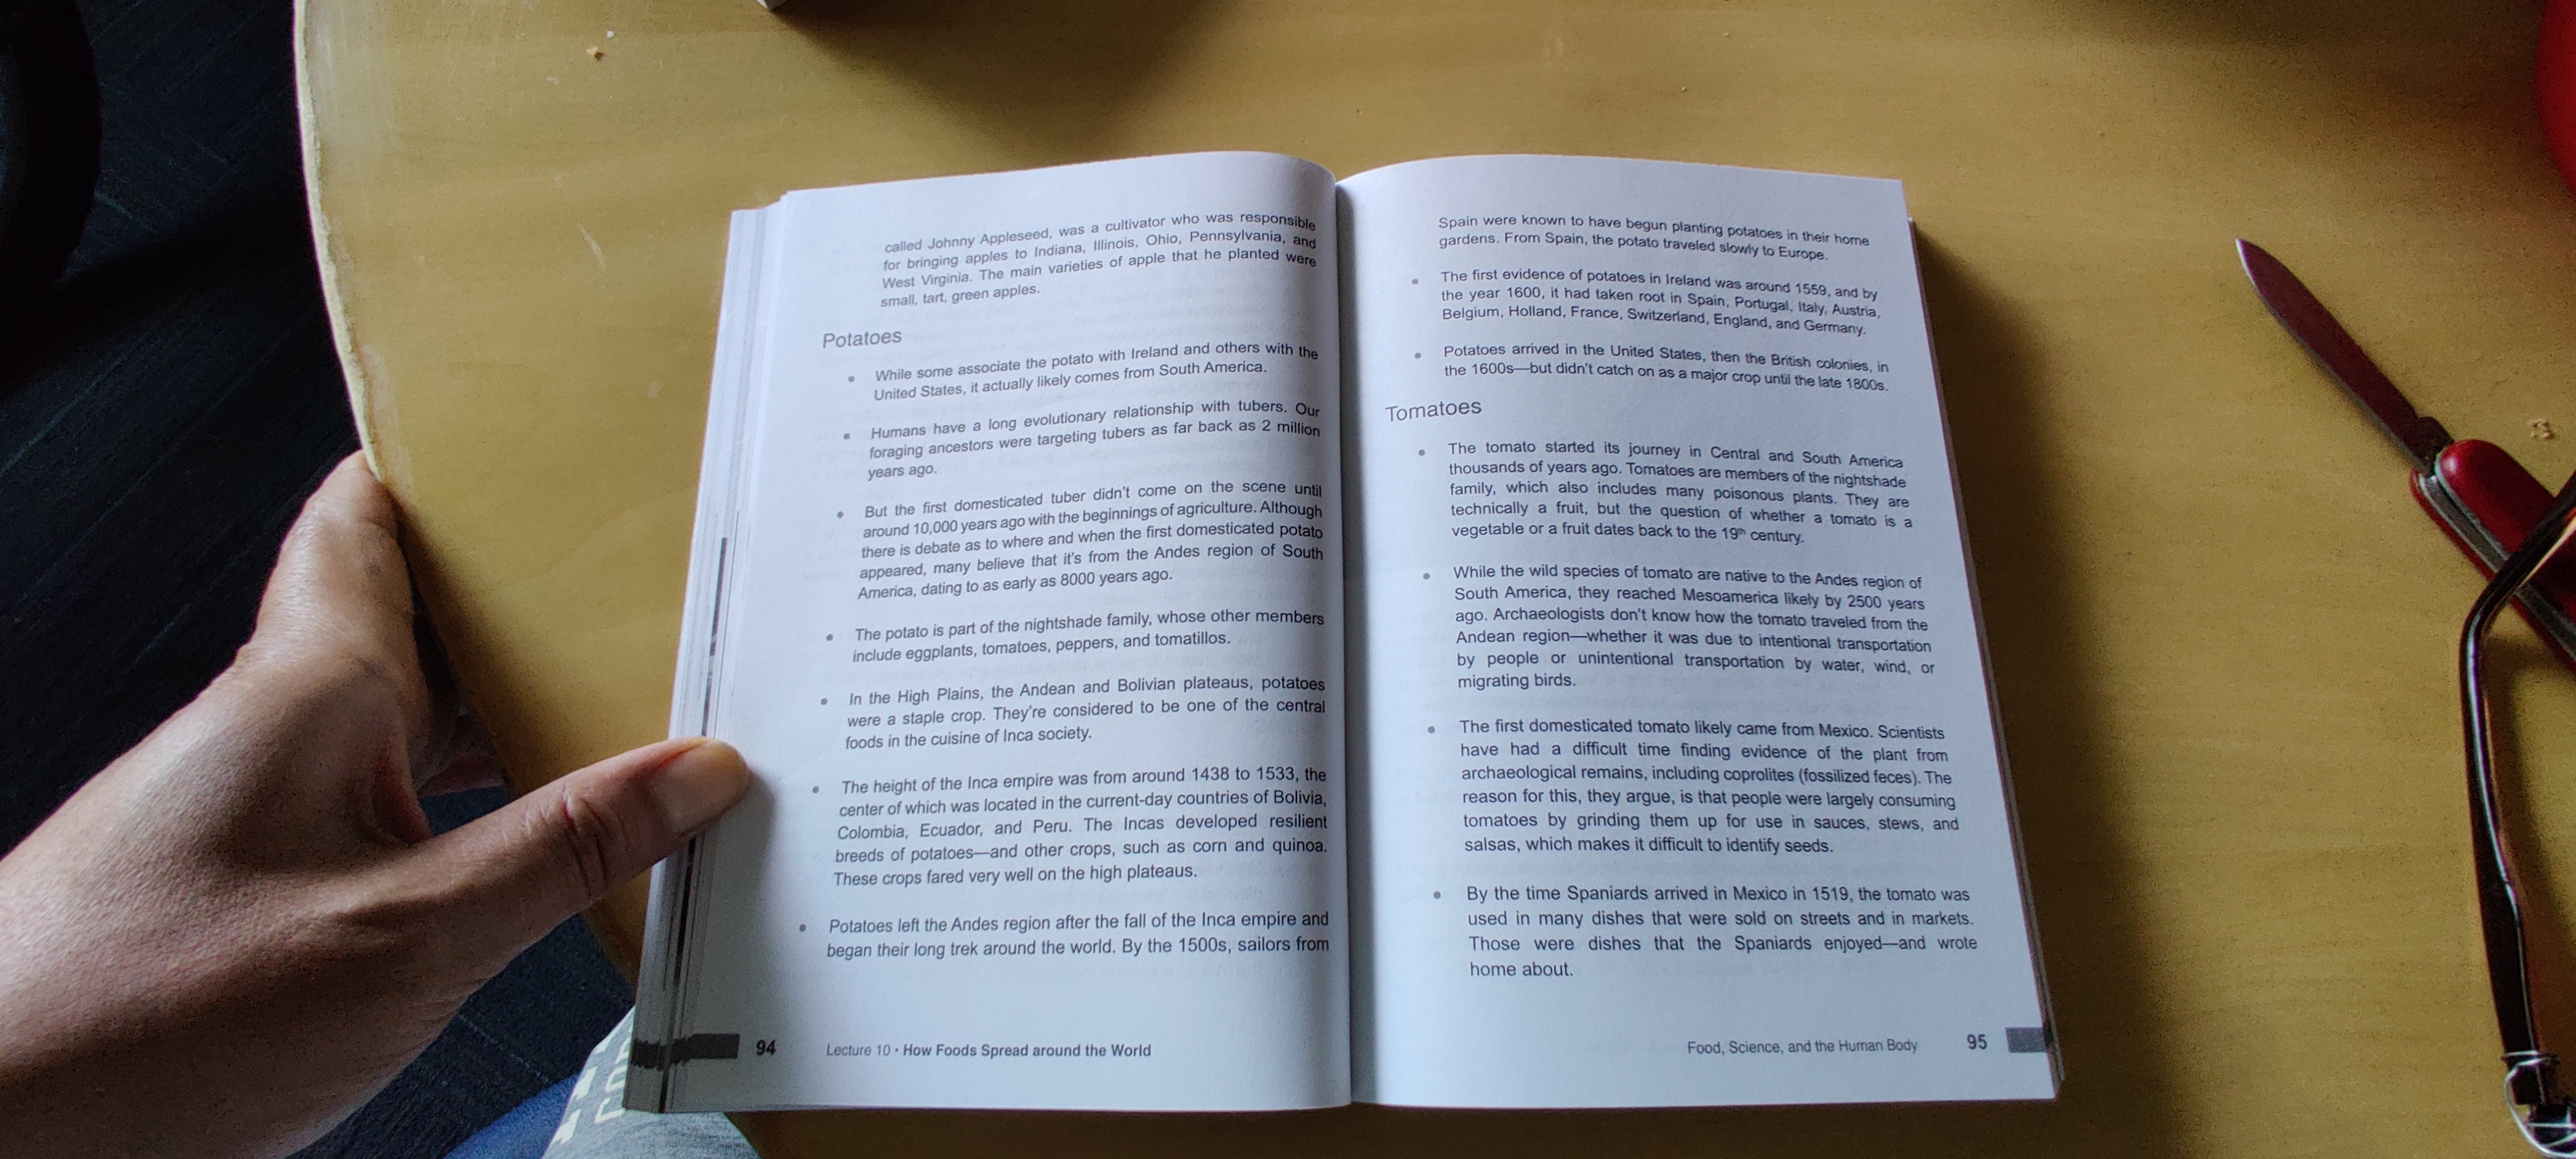 called Johnny Appleseed, was a cultivator who was responsible
for bringing apples to Indiana, Illinois, Ohio, Pennsylvania, and
West Virginia. The main varieties of apple that he planted were
small, tart, green apples.
Potatoes
• While some associate the potato with Ireland and others with the
United States, it actually likely comes from South America.
• Humans have a long evolutionary relationship with tubers. Our
foraging ancestors were targeting tubers as far back as 2 million
years ago.
• But the first domesticated tuber didn't come on the scene until
around 10,000 years ago with the beginnings of agriculture. Although
there is debate as to where and when the first domesticated potato
appeared, many believe that it's from the Andes region of South
America, dating to as early as 8000 years ago.
• The potato is part of the nightshade family, whose other members
include eggplants, tomatoes, peppers, and tomatillos.
• In the High Plains, the Andean and Bolivian plateaus, potatoes
were a staple crop. They're considered to be one of the central
foods in the cuisine of Inca society.
• The height of the Inca empire was from around 1438 to 1533, the
center of which was located in the current-day countries of Bolivia,
Colombia, Ecuador, and Peru. The Incas developed resilient
breeds of potatoes—and other crops, such as corn and quinoa.
These crops fared very well on the high plateaus.
• Potatoes left the Andes region after the fall of the Inca empire and
began their long trek around the world. By the 1500s, sailors from
94 Lecture 10 • How Foods Spread around the World
Spain were known to have begun planting potatoes in their home
gardens. From Spain, the potato traveled slowly to Europe.
• The first evidence of potatoes in Ireland was around 1559, and by
the year 1600, it had taken root in Spain, Portugal, Italy, Austria,
Belgium, Holland, France, Switzerland, England, and Germany.
• Potatoes arrived in the United States, then the British colonies, in
the 1600s—but didn't catch on as a major crop until the late 1800s.
Tomatoes
• The tomato started its journey in Central and South America
thousands of years ago. Tomatoes are members of the nightshade
family, which also includes many poisonous plants. They are
technically a fruit, but the question of whether a tomato is a
vegetable or a fruit dates back to the 19th century.
• While the wild species of tomato are native to the Andes region of
South America, they reached Mesoamerica likely by 2500 years
ago. Archaeologists don't know how the tomato traveled from the
Andean region—whether it was due to intentional transportation
by people or unintentional transportation by water, wind, or
migrating birds.
• The first domesticated tomato likely came from Mexico. Scientists
have had a difficult time finding evidence of the plant from
archaeological remains, including coprolites (fossilized feces). The
reason for this, they argue, is that people were largely consuming
tomatoes by grinding them up for use in sauces, stews, and
salsas, which makes it difficult to identify seeds.
• By the time Spaniards arrived in Mexico in 1519, the tomato was
used in many dishes that were sold on streets and in markets.
Those were dishes that the Spaniards enjoyed—and wrote
home about.
Food, Science, and the Human Body 95